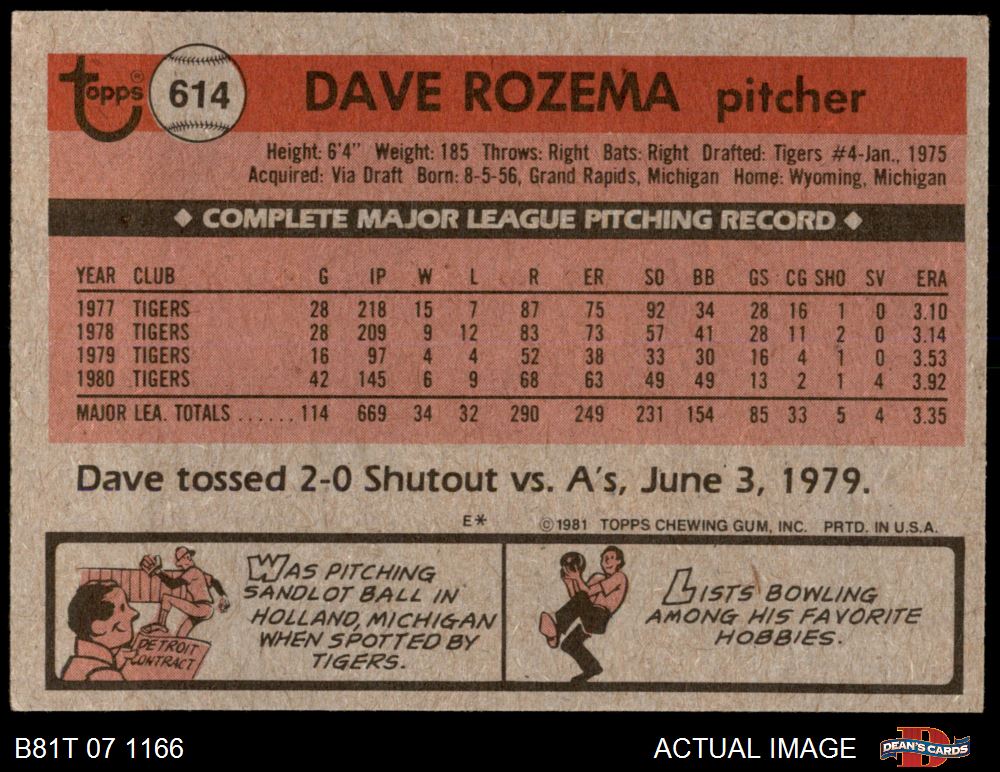 topps® 614 DAVE ROZEMA pitcher
Height: 6'4" Weight: 185 Throws: Right Bats: Right Drafted: Tigers #4-Jan., 1975
Acquired: Via Draft Born: 8-5-56, Grand Rapids, Michigan Home: Wyoming, Michigan
◆ COMPLETE MAJOR LEAGUE PITCHING RECORD ◆
YEAR CLUB G IP W L R ER SO BB GS CG SHO SV ERA
1977 TIGERS 28 218 15 7 87 75 92 34 28 16 1 0 3.10
1978 TIGERS 28 209 9 12 83 73 57 41 28 11 2 0 3.14
1979 TIGERS 16 97 4 4 52 38 33 30 16 4 1 0 3.53
1980 TIGERS 42 145 6 9 68 63 49 49 13 2 1 4 3.92
MAJOR LEA. TOTALS ...... 114 669 34 32 290 249 231 154 85 33 5 4 3.35
Dave tossed 2-0 Shutout vs. A's, June 3, 1979.
E* ©1981 TOPPS CHEWING GUM, INC. PRTD. IN U.S.A.
WAS PITCHING
SANDLOT BALL IN
HOLLAND, MICHIGAN
WHEN SPOTTED BY
TIGERS.
DETROIT
CONTRACT
LISTS BOWLING
AMONG HIS FAVORITE
HOBBIES.
B81T 07 1166 ACTUAL IMAGE DEAN'S CARDS